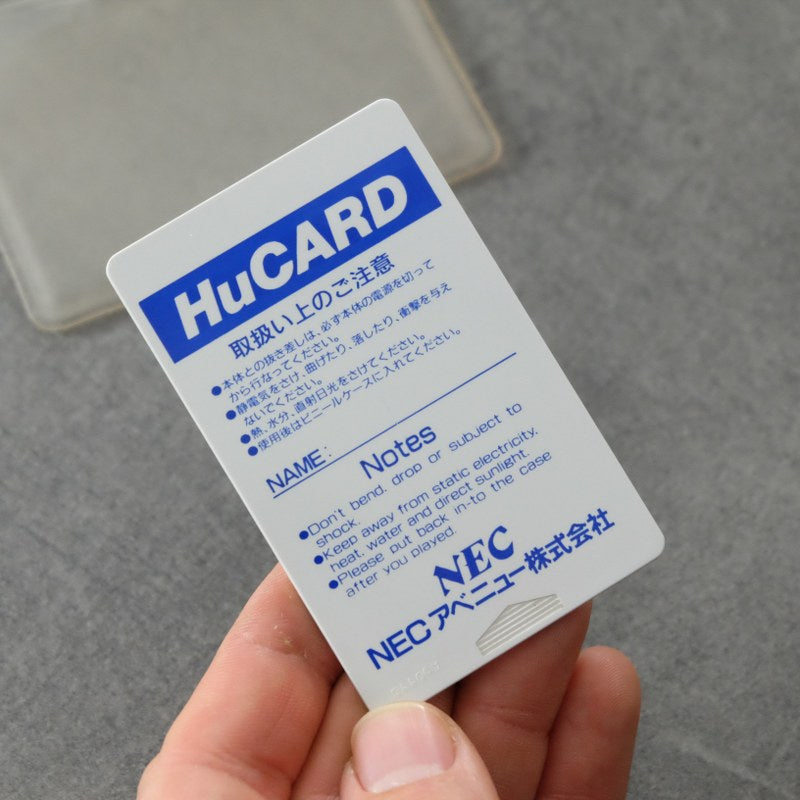 HuCARD
取扱い上のご注意
●本体との抜き差しは、必ず本体の電源を切って
から行なってください。
●静電気をさけ、曲げたり、落したり、衝撃を与え
ないでください。
●熱、水分、直射日光をさけてください。
●使用後はビニールケースに入れてください。
NAME:
Notes
●Don't bend, drop or subject to
shock.
●Keep away from static electricity,
heat, water and direct sunlight.
●Please put back in-to the case
after you played.
NEC
NECアベニュー株式会社